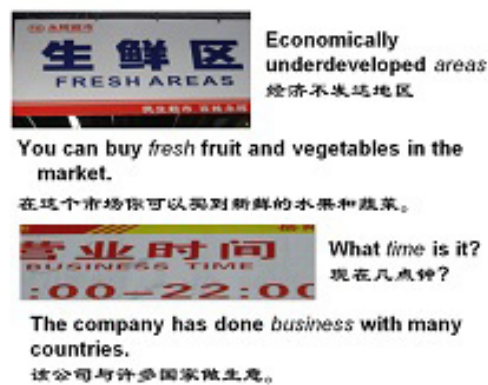 生鲜区
FRESH AREAS
Economically
underdeveloped areas
经济不发达地区
You can buy fresh fruit and vegetables in the
market.
在这个市场你可以买到新鲜的水果和蔬菜。
营业时间
BUSINESS TIME
:00-22:00
What time is it?
现在几点钟?
The company has done business with many
countries.
该公司与许多国家做生意。